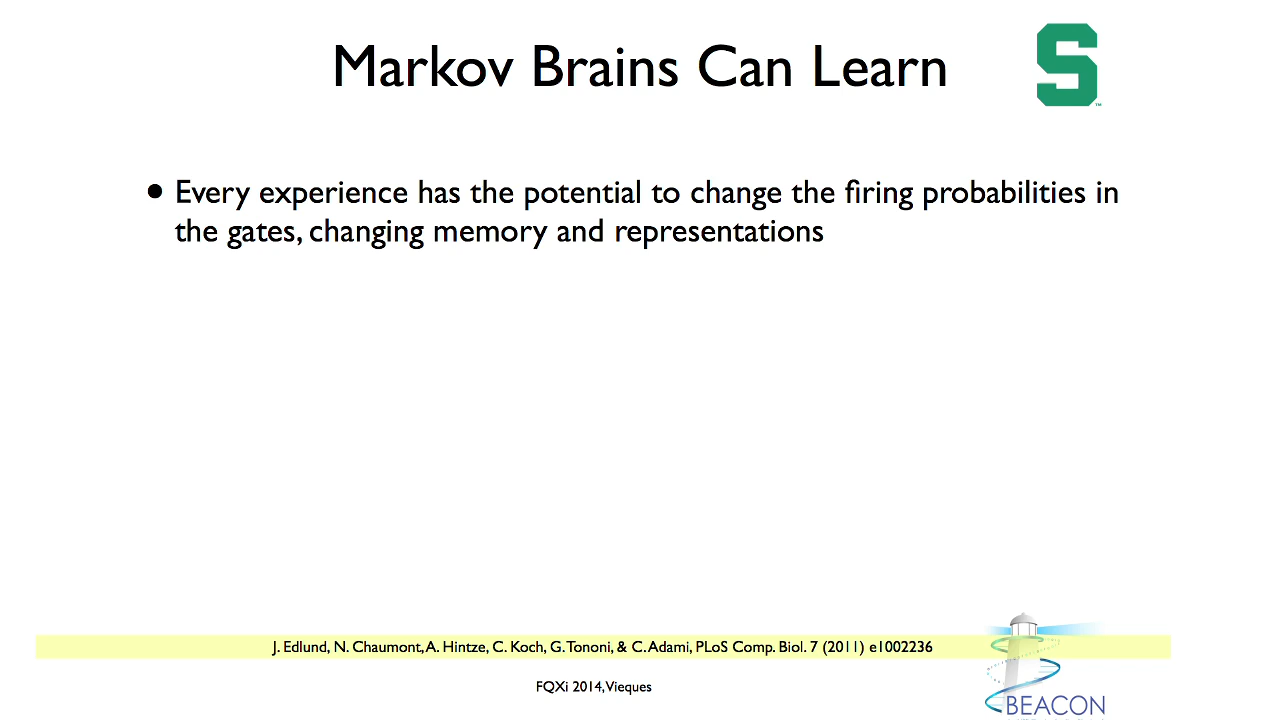 Markov Brains Can Learn
S
™
• Every experience has the potential to change the firing probabilities in
the gates, changing memory and representations
J. Edlund, N. Chaumont, A. Hintze, C. Koch, G. Tononi, & C. Adami, PLoS Comp. Biol. 7 (2011) e1002236
FQXi 2014, Vieques
BEACON